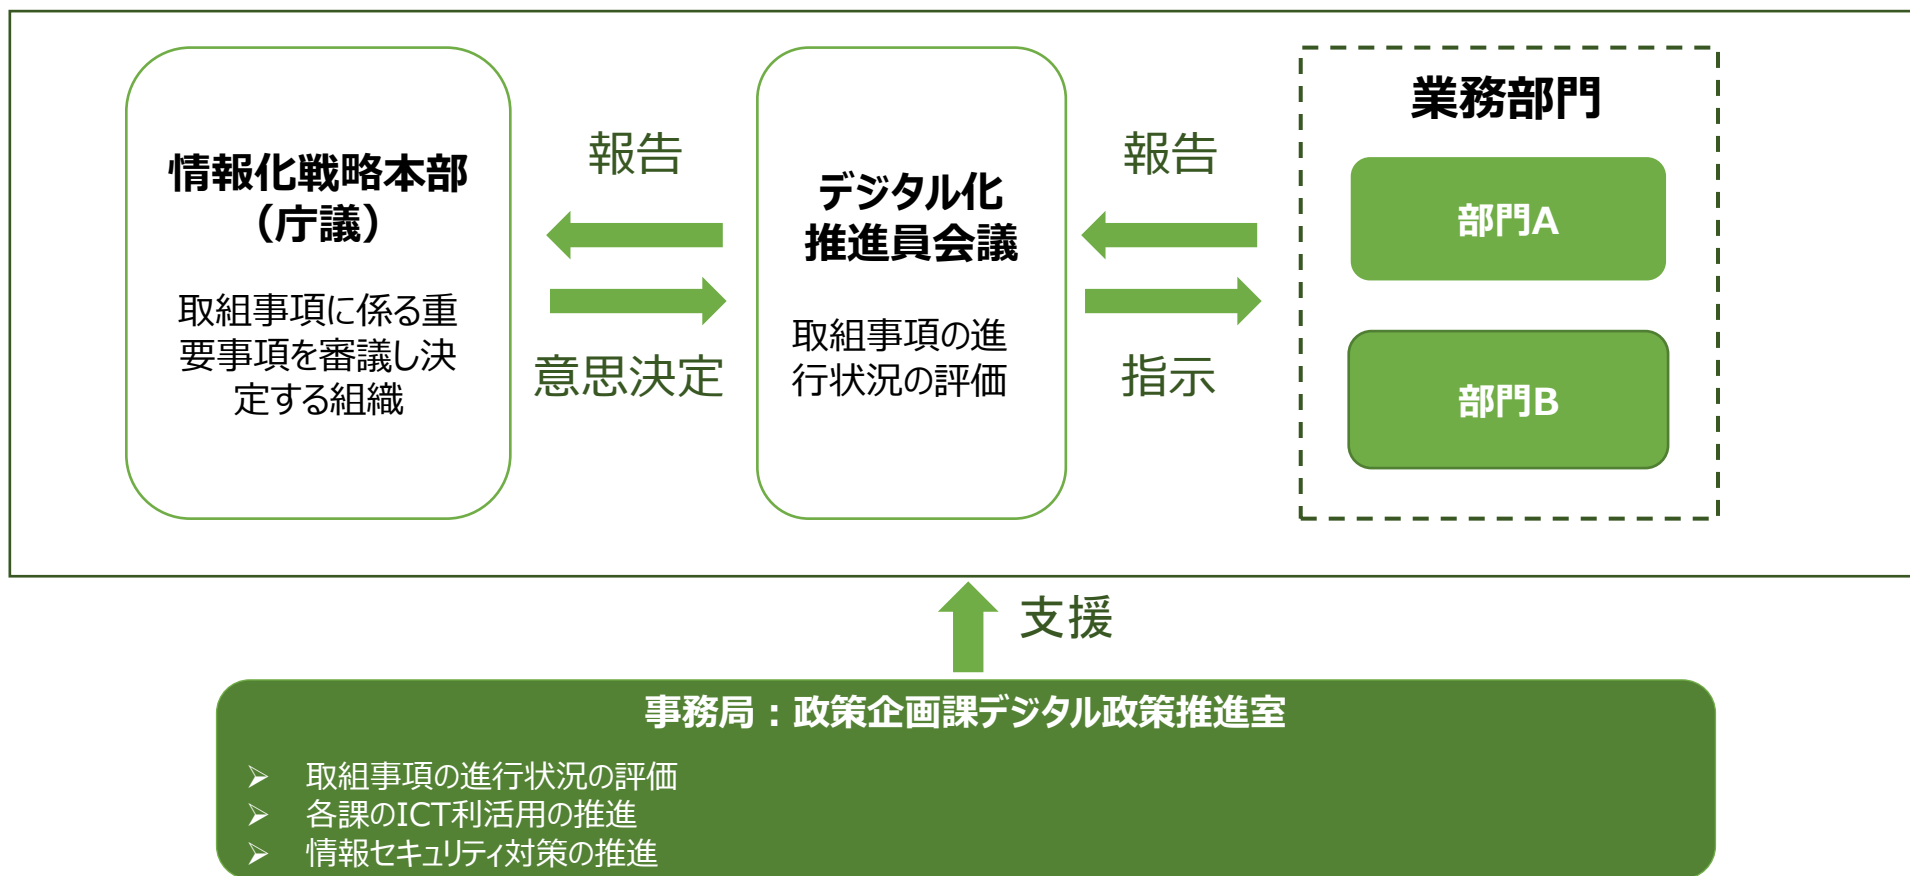 情報化戦略本部
（庁議）
取組事項に係る重
要事項を審議し決
定する組織
報告
意思決定
デジタル化
推進員会議
取組事項の進
行状況の評価
報告
指示
業務部門
部門A
部門B
支援
事務局：政策企画課デジタル政策推進室
➢ 取組事項の進行状況の評価
➢ 各課のICT利活用の推進
➢ 情報セキュリティ対策の推進